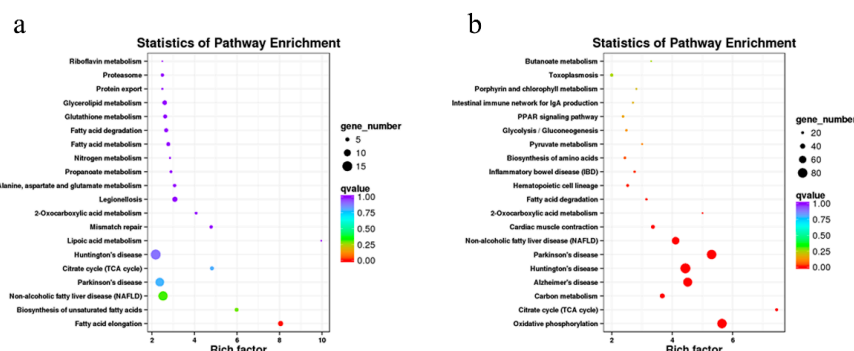 a
Statistics of Pathway Enrichment
Riboflavin metabolism
Proteasome
Protein export
Glycerolipid metabolism
Glutathione metabolism
Fatty acid degradation
Fatty acid metabolism
Nitrogen metabolism
Propanoate metabolism
Alanine, aspartate and glutamate metabolism
Legionellosis
2-Oxocarboxylic acid metabolism
Mismatch repair
Lipoic acid metabolism
Huntington's disease
Citrate cycle (TCA cycle)
Parkinson's disease
Non-alcoholic fatty liver disease (NAFLD)
Biosynthesis of unsaturated fatty acids
Fatty acid elongation
2 4 6 8 10
Rich factor
gene_number
5
10
15
qvalue
1.00
0.75
0.50
0.25
0.00
b
Statistics of Pathway Enrichment
Butanoate metabolism
Toxoplasmosis
Porphyrin and chlorophyll metabolism
Intestinal immune network for IgA production
PPAR signaling pathway
Glycolysis / Gluconeogenesis
Pyruvate metabolism
Biosynthesis of amino acids
Inflammatory bowel disease (IBD)
Hematopoietic cell lineage
Fatty acid degradation
2-Oxocarboxylic acid metabolism
Cardiac muscle contraction
Non-alcoholic fatty liver disease (NAFLD)
Parkinson's disease
Huntington's disease
Alzheimer's disease
Carbon metabolism
Citrate cycle (TCA cycle)
Oxidative phosphorylation
2 4 6
Rich factor
gene_number
20
40
60
80
qvalue
1.00
0.75
0.50
0.25
0.00